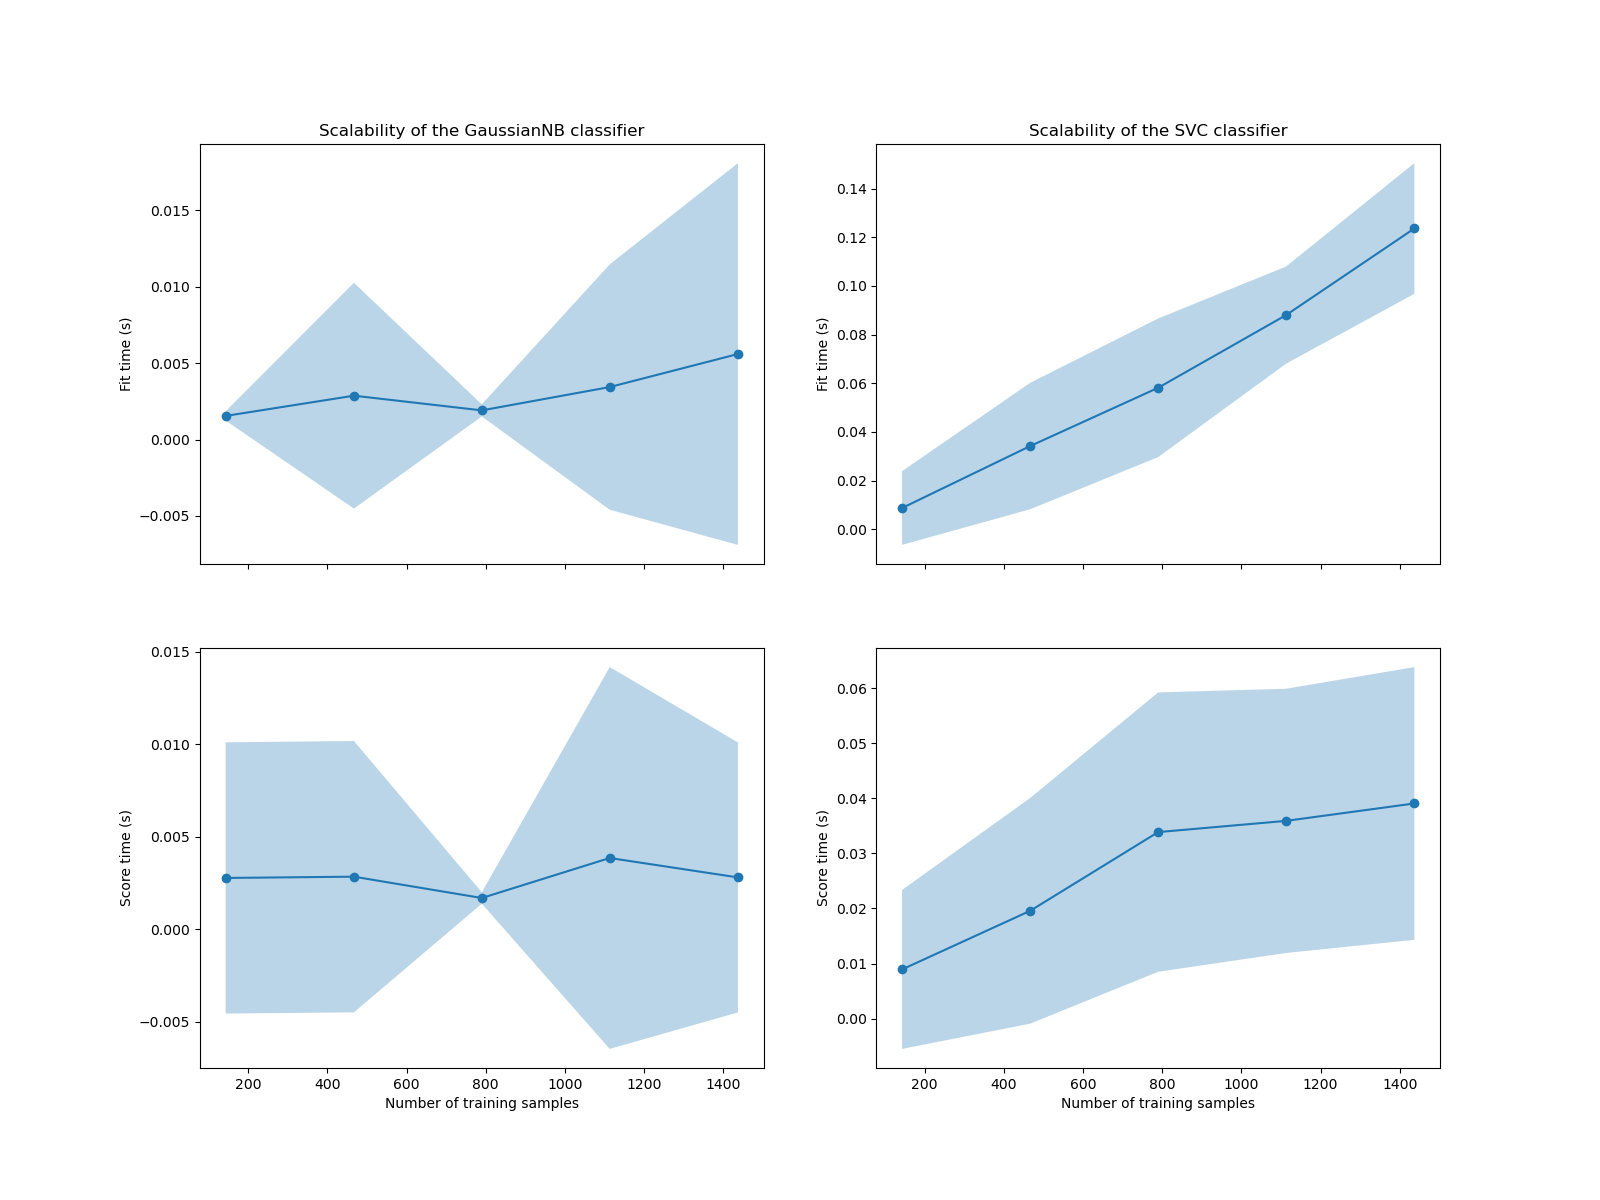 Scalability of the GaussianNB classifier
Scalability of the SVC classifier
Fit time (s)
0.015
0.010
0.005
0.000
−0.005
Fit time (s)
0.14
0.12
0.10
0.08
0.06
0.04
0.02
0.00
Score time (s)
0.015
0.010
0.005
0.000
−0.005
200 400 600 800 1000 1200 1400
Number of training samples
Score time (s)
0.06
0.05
0.04
0.03
0.02
0.01
0.00
200 400 600 800 1000 1200 1400
Number of training samples